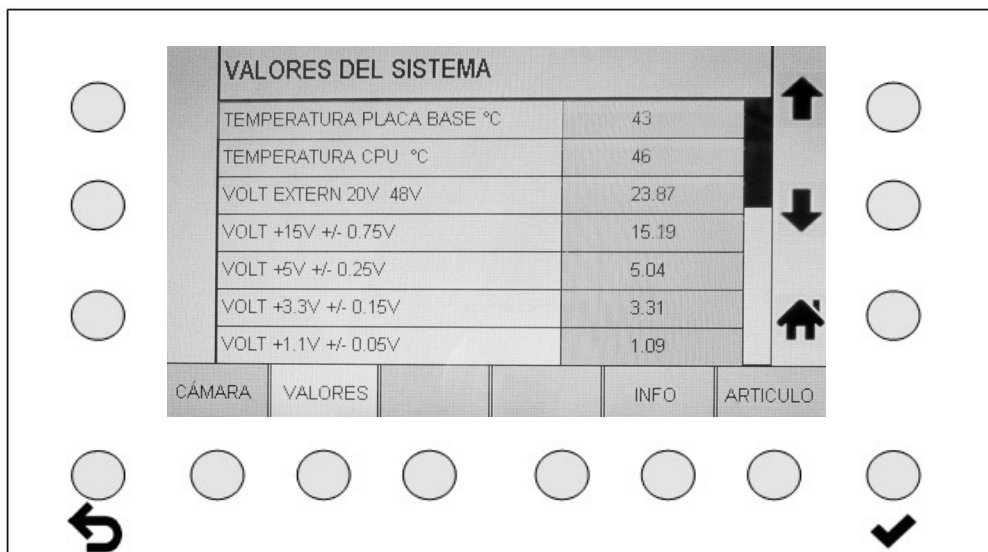 VALORES DEL SISTEMA
TEMPERATURA PLACA BASE °C 43
TEMPERATURA CPU °C 46
VOLT EXTERN 20V 48V 23.87
VOLT +15V +/- 0.75V 15.19
VOLT +5V +/- 0.25V 5.04
VOLT +3.3V +/- 0.15V 3.31
VOLT +1.1V +/- 0.05V 1.09
CÁMARA VALORES INFO ARTICULO